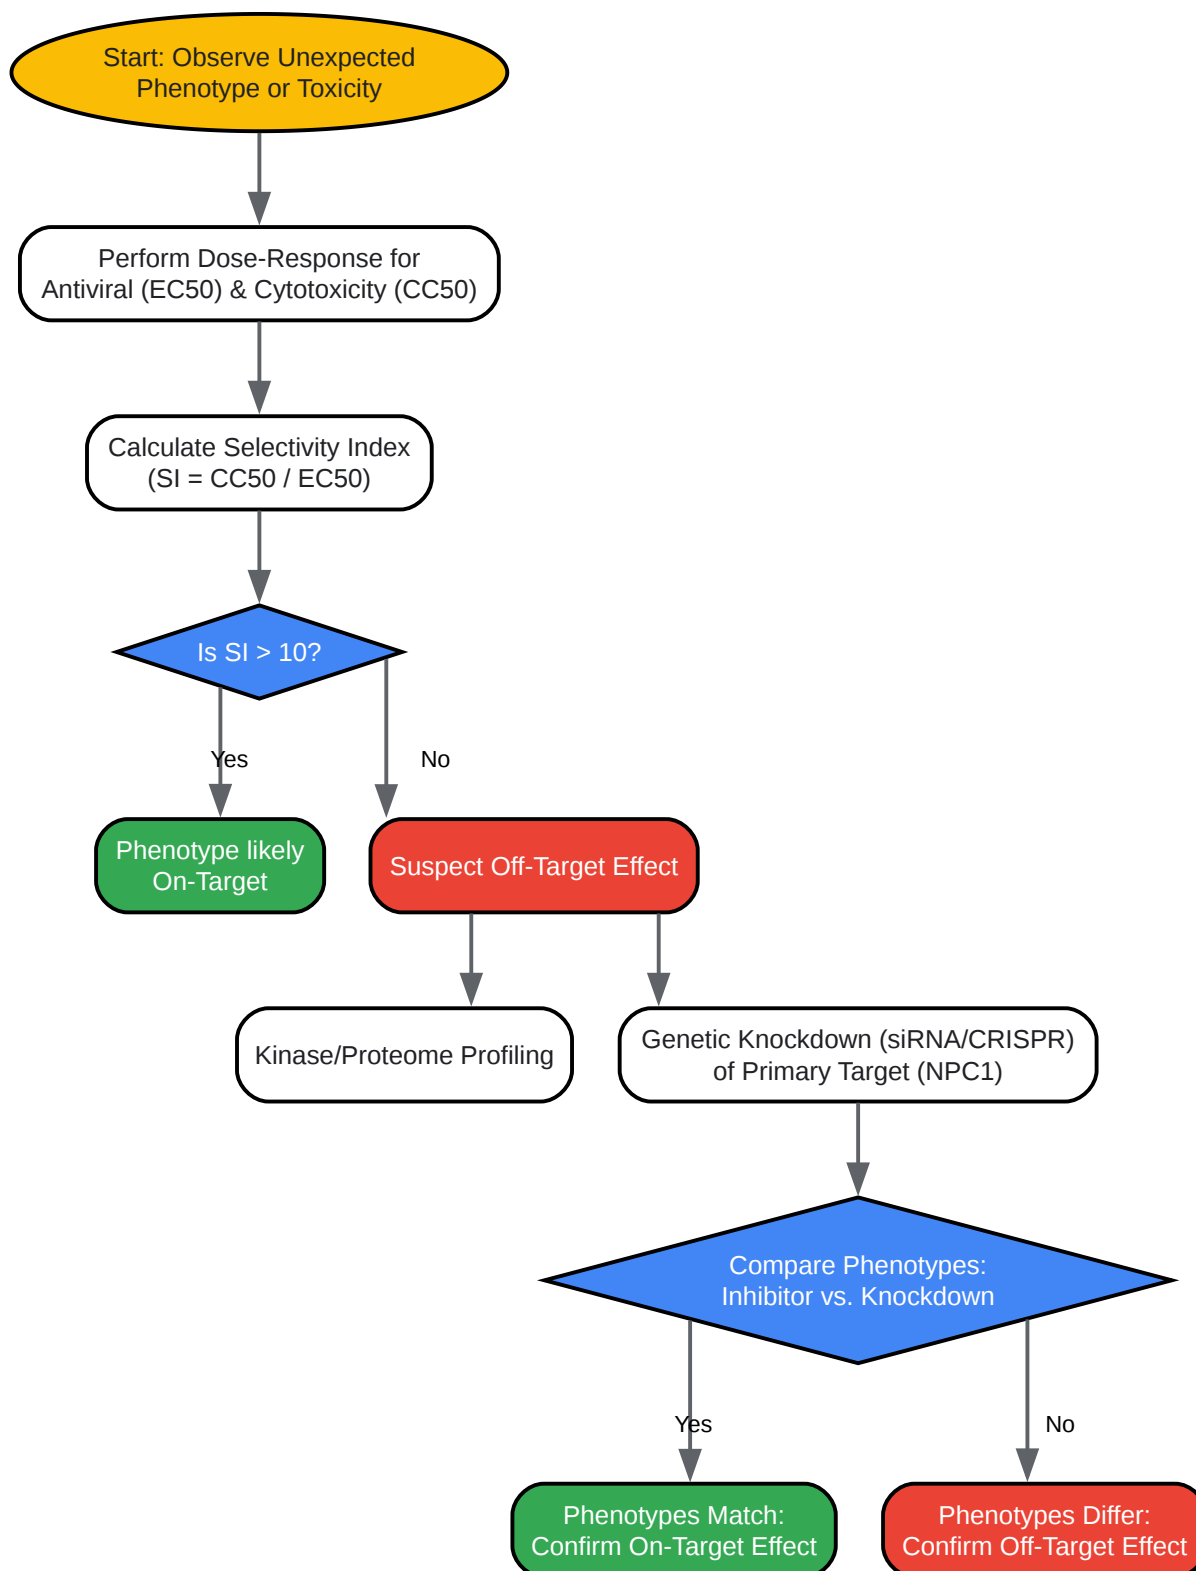 Start: Observe Unexpected
Phenotype or Toxicity
Perform Dose-Response for
Antiviral (EC50) & Cytotoxicity (CC50)
Calculate Selectivity Index
(SI = CC50 / EC50)
Is SI > 10?
Yes
No
Phenotype likely
On-Target
Suspect Off-Target Effect
Kinase/Proteome Profiling
Genetic Knockdown (siRNA/CRISPR)
of Primary Target (NPC1)
Compare Phenotypes:
Inhibitor vs. Knockdown
Yes
No
Phenotypes Match:
Confirm On-Target Effect
Phenotypes Differ:
Confirm Off-Target Effect